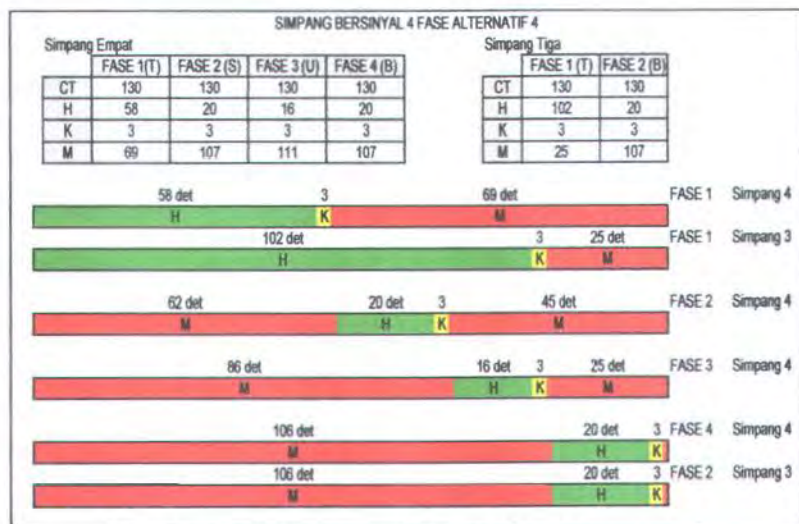 SIMPANG BERSINYAL 4 FASE ALTERNATIF 4
Simpang Empat
FASE 1(T) FASE 2 (S) FASE 3 (U) FASE 4 (B)
CT 130 130 130 130
H 58 20 16 20
K 3 3 3 3
M 69 107 111 107
Simpang Tiga
FASE 1 (T) FASE 2 (B)
CT 130 130
H 102 20
K 3 3
M 25 107
58 det 3 69 det FASE 1 Simpang 4
H K M
102 det 3 25 det FASE 1 Simpang 3
H K M
62 det 20 det 3 45 det FASE 2 Simpang 4
M H K M
86 det 16 det 3 25 det FASE 3 Simpang 4
M H K M
106 det 20 det 3 FASE 4 Simpang 4
M H K
106 det 20 det 3 FASE 2 Simpang 3
M H K